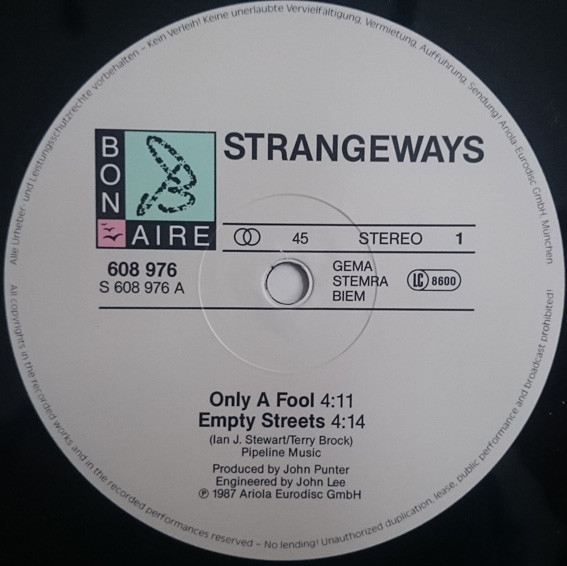 Alle Urheber- und Leistungsschutzrechte vorbehalten – Kein Verleih! Keine unerlaubte Vervielfältigung, Vermietung, Aufführung, Sendung! Ariola-Eurodisc GmbH, München
BON
AIRE
STRANGEWAYS
45 STEREO 1
608 976
S 608 976 A
GEMA
STEMRA
BIEM
LC 8600
Only A Fool 4:11
Empty Streets 4:14
(Ian J. Stewart/Terry Brock)
Pipeline Music
Produced by John Punter
Engineered by John Lee
℗ 1987 Ariola Eurodisc GmbH
All copyrights in the recorded works and in the recorded performances reserved – No lending! Unauthorized duplication, lease, public performance and broadcast prohibited!